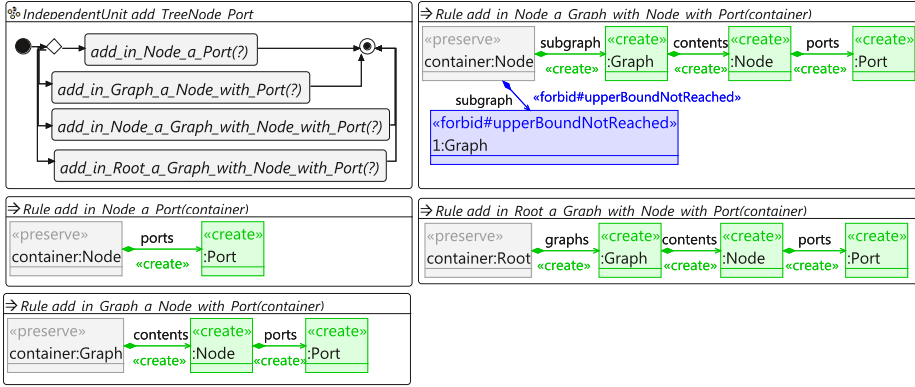 IndependentUnit add_TreeNode_Port
add_in_Node_a_Port(?)
add_in_Graph_a_Node_with_Port(?)
add_in_Node_a_Graph_with_Node_with_Port(?)
add_in_Root_a_Graph_with_Node_with_Port(?)
Rule add_in_Node_a_Graph_with_Node_with_Port(container)
«preserve» subgraph «create» contents «create» ports «create»
container:Node «create» :Graph «create» :Node «create» :Port
subgraph «forbid#upperBoundNotReached»
«forbid#upperBoundNotReached»
1:Graph
Rule add_in_Node_a_Port(container)
«preserve» ports «create»
container:Node «create» :Port
Rule add_in_Root_a_Graph_with_Node_with_Port(container)
«preserve» graphs «create» contents «create» ports «create»
container:Root «create» :Graph «create» :Node «create» :Port
Rule add_in_Graph_a_Node_with_Port(container)
«preserve» contents «create» ports «create»
container:Graph «create» :Node «create» :Port